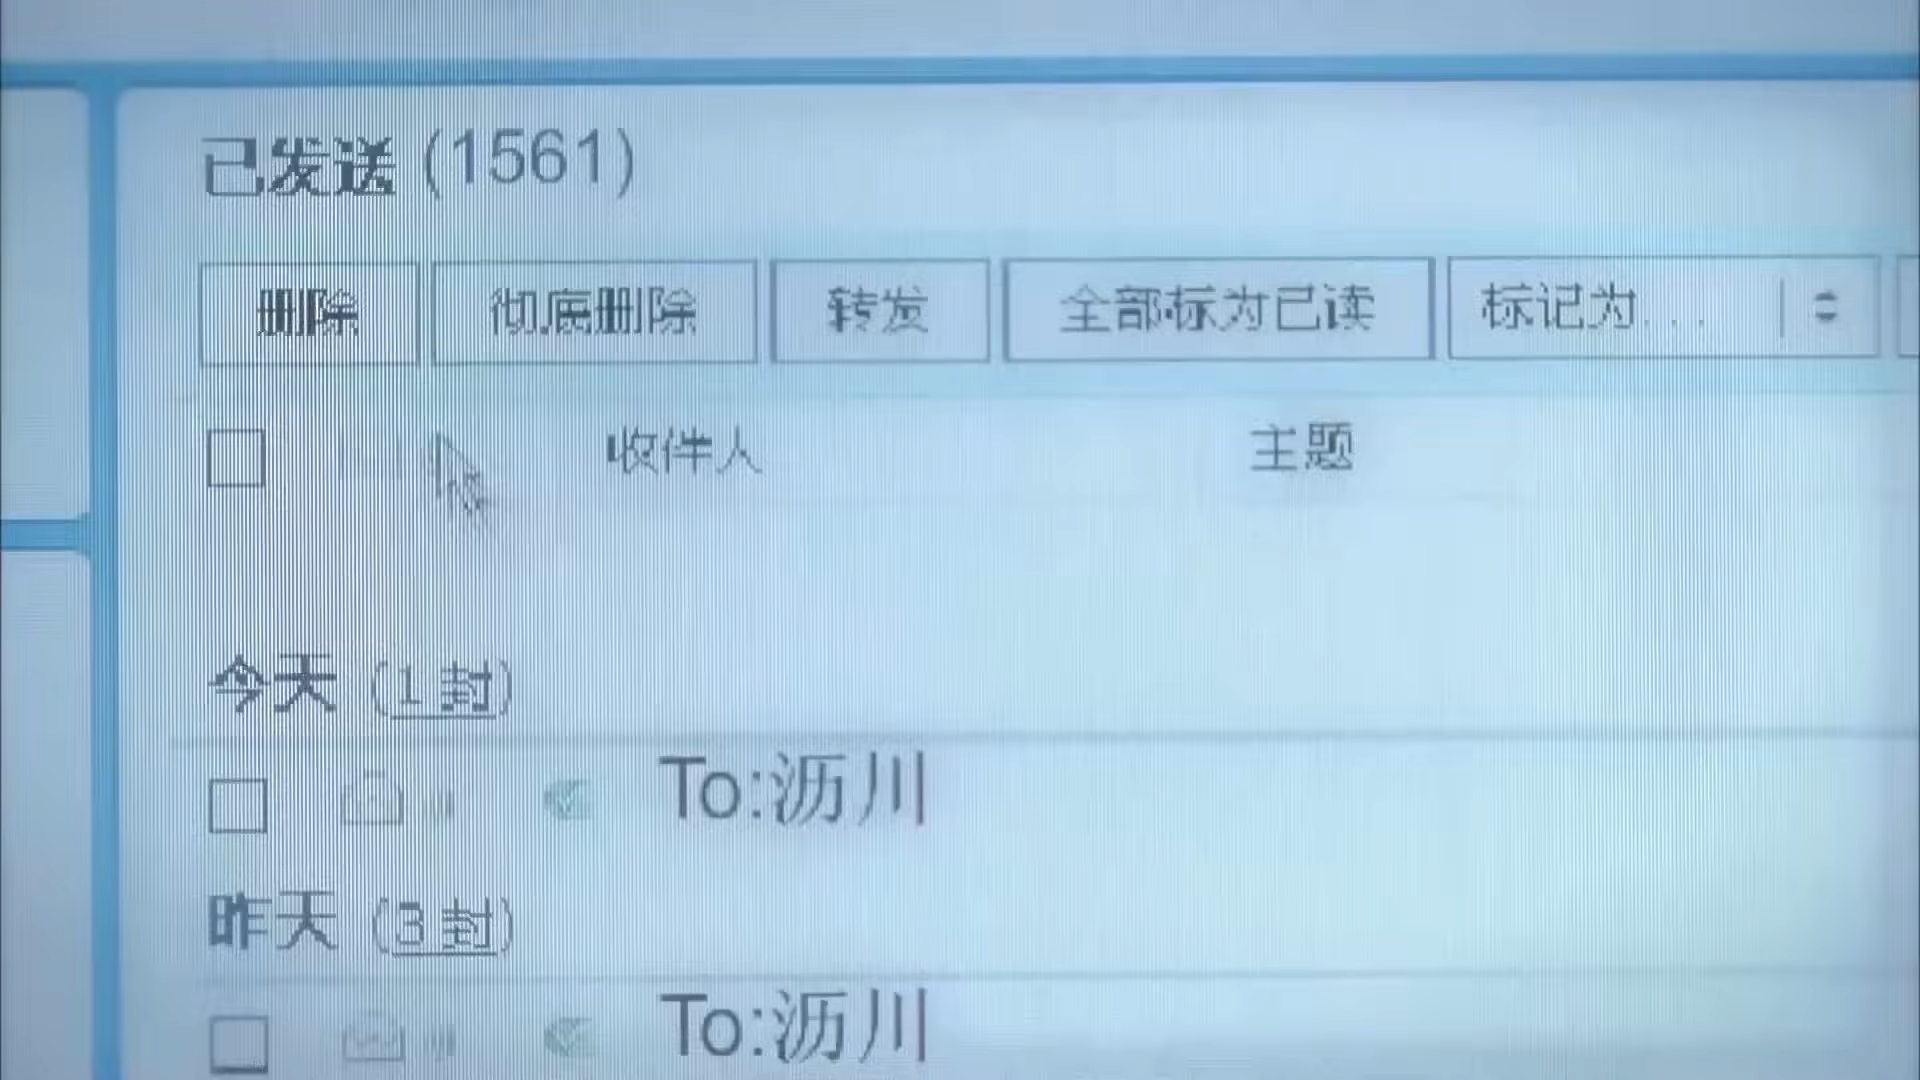 已发送 (1561)
删除 彻底删除 转发 全部标为已读 标记为...
收件人 主题
今天 (1 封)
To:沥川
昨天 (3 封)
To:沥川